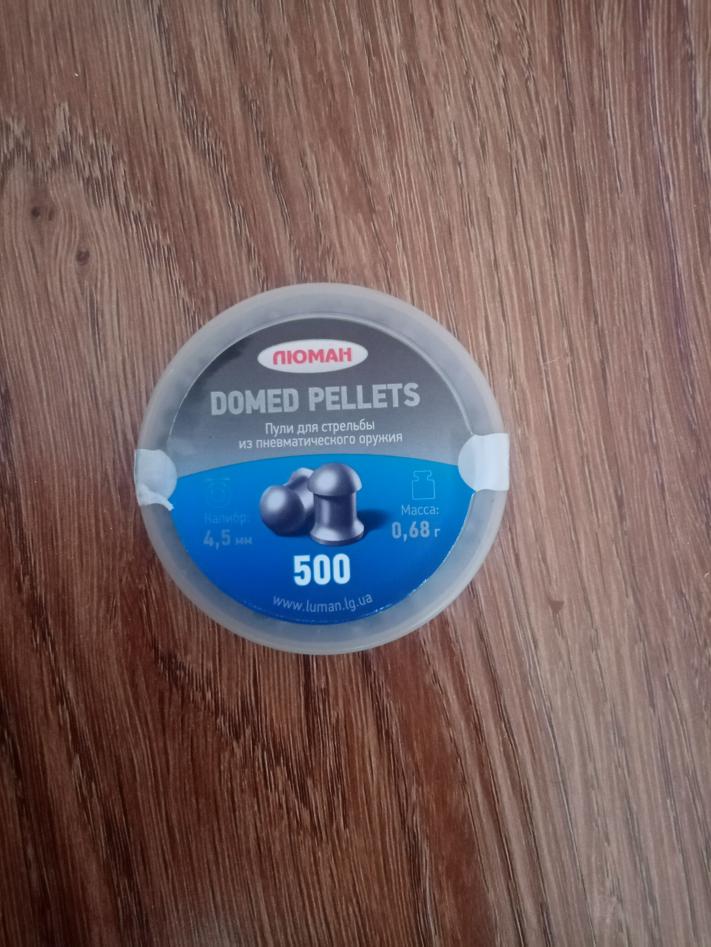 ЛЮМАН
DOMED PELLETS
Пули для стрельбы
из пневматического оружия
Калибр:
4,5 мм
Масса:
0,68 г
500
www.luman.lg.ua